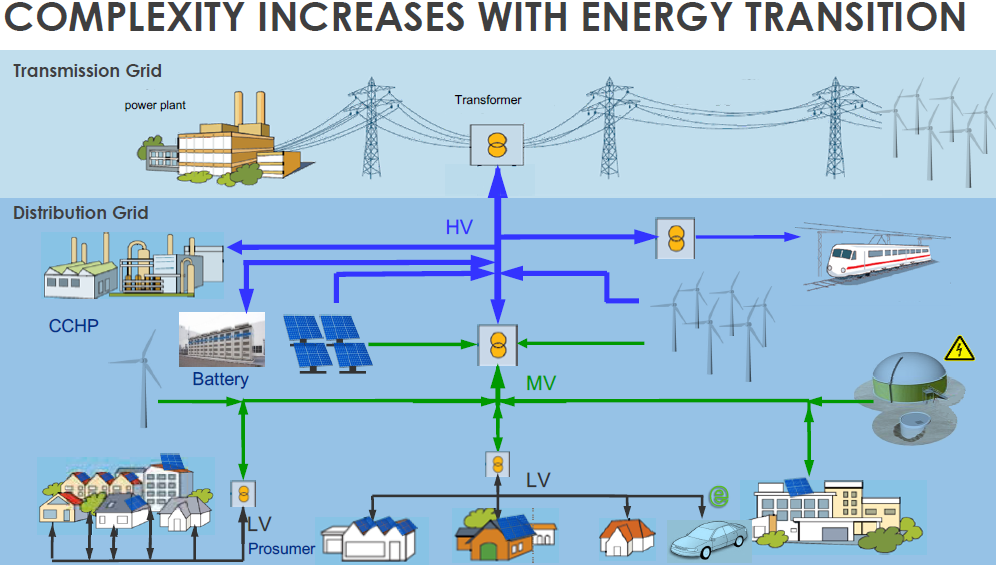 COMPLEXITY INCREASES WITH ENERGY TRANSITION
Transmission Grid
power plant
Transformer
Distribution Grid
HV
CCHP
Battery
MV
LV
e
LV
Prosumer